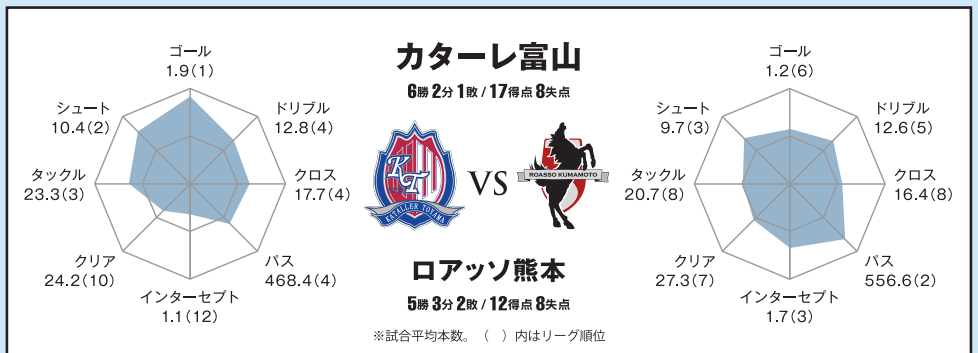 カターレ富山
6勝 2分 1敗 / 17得点 8失点
ゴール
1.9(1)
ドリブル
12.8(4)
クロス
17.7(4)
パス
468.4(4)
インターセプト
1.1(12)
クリア
24.2(10)
タックル
23.3(3)
シュート
10.4(2)
KT
KATALLER TOYAMA
VS
ROASSO KUMAMOTO
ゴール
1.2(6)
ドリブル
12.6(5)
クロス
16.4(8)
パス
556.6(2)
インターセプト
1.7(3)
クリア
27.3(7)
タックル
20.7(8)
シュート
9.7(3)
ロアッソ熊本
5勝 3分 2敗 / 12得点 8失点
※試合平均本数。（　）内はリーグ順位